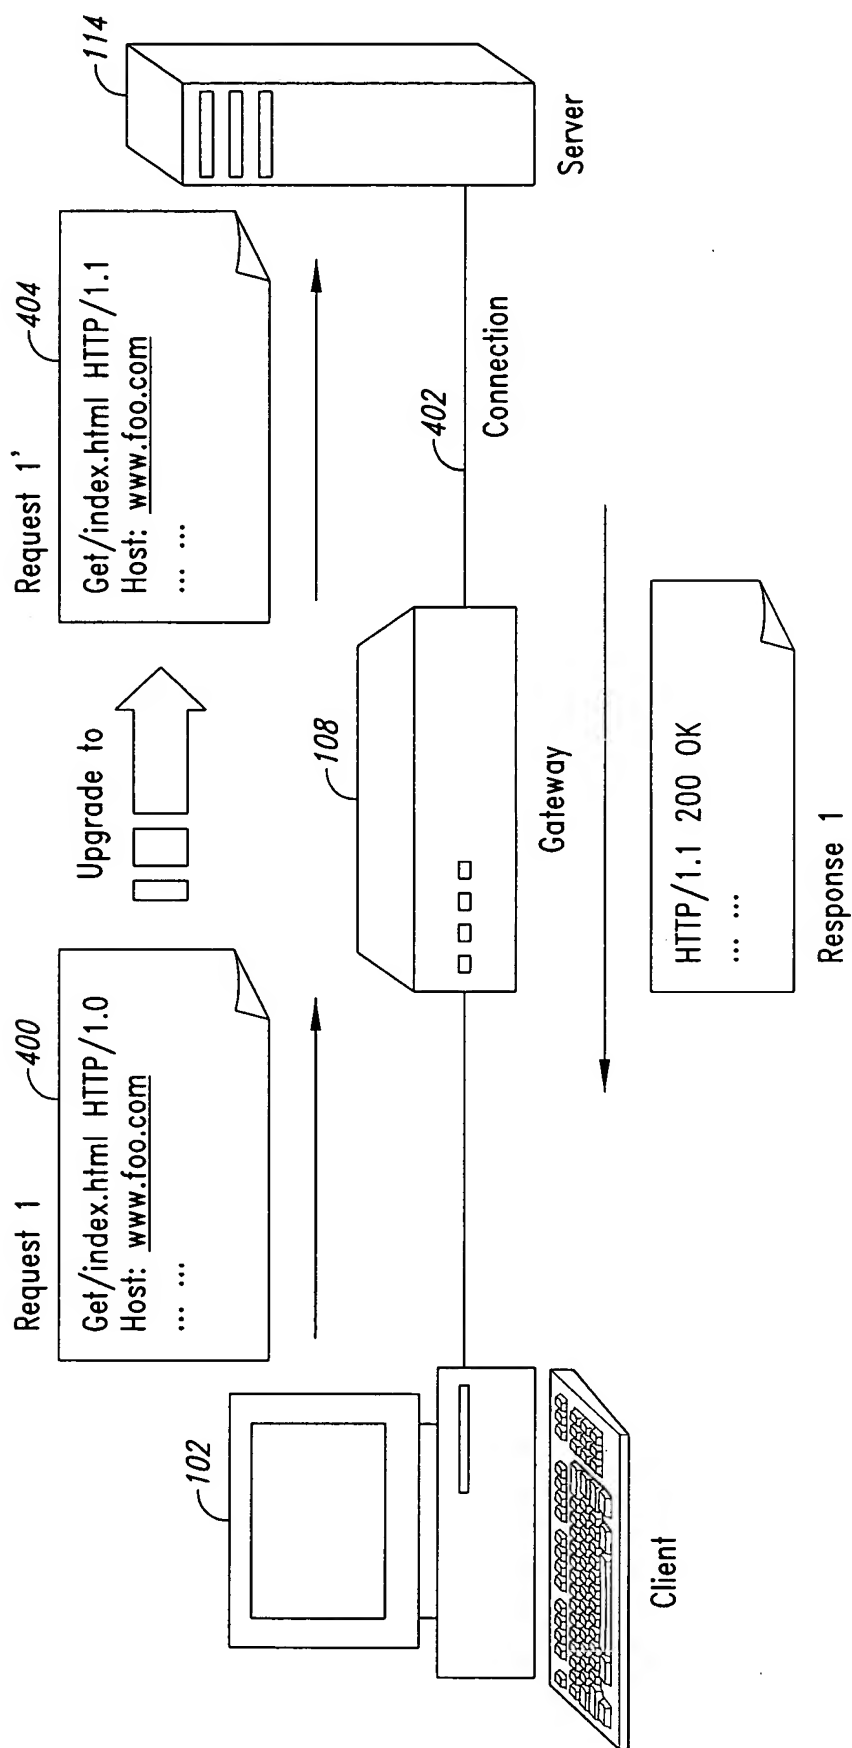 Request 1
400
Get/index.html HTTP/1.0
Host: www.foo.com
... ...
Upgrade to
Request 1'
404
Get/index.html HTTP/1.1
Host: www.foo.com
... ...
114
Server
102
Client
108
Gateway
402
Connection
HTTP/1.1 200 OK
... ...
Response 1